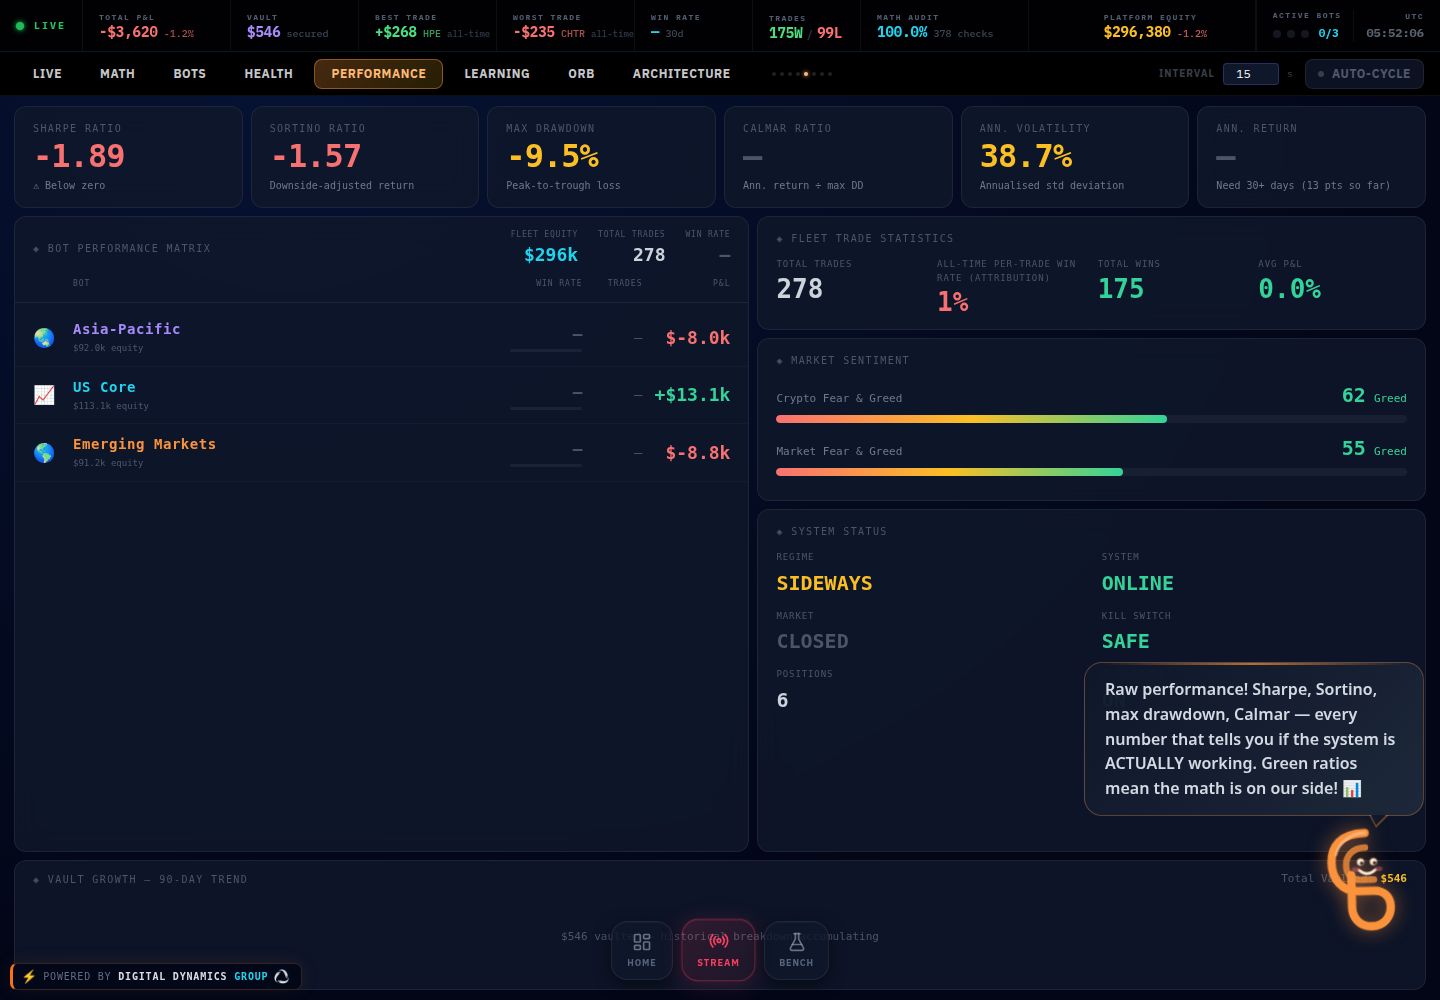 LIVE
TOTAL P&L
-$3,620 -1.2%
VAULT
$546 secured
BEST TRADE
+$268 HPE all-time
WORST TRADE
-$235 CHTR all-time
WIN RATE
— 30d
TRADES
175W / 99L
MATH AUDIT
100.0% 378 checks
PLATFORM EQUITY
$296,380 -1.2%
ACTIVE BOTS
0/3
UTC
05:52:06
LIVE MATH BOTS HEALTH PERFORMANCE LEARNING ORB ARCHITECTURE
INTERVAL 15 s AUTO-CYCLE
SHARPE RATIO
-1.89
⚠ Below zero
SORTINO RATIO
-1.57
Downside-adjusted return
MAX DRAWDOWN
-9.5%
Peak-to-trough loss
CALMAR RATIO
—
Ann. return ÷ max DD
ANN. VOLATILITY
38.7%
Annualised std deviation
ANN. RETURN
—
Need 30+ days (13 pts so far)
◈ BOT PERFORMANCE MATRIX
FLEET EQUITY
$296k
TOTAL TRADES
278
WIN RATE
—
BOT WIN RATE TRADES P&L
Asia-Pacific — — $-8.0k
$92.0k equity
US Core — — +$13.1k
$113.1k equity
Emerging Markets — — $-8.8k
$91.2k equity
◈ FLEET TRADE STATISTICS
TOTAL TRADES
278
ALL-TIME PER-TRADE WIN
RATE (ATTRIBUTION)
1%
TOTAL WINS
175
AVG P&L
0.0%
◈ MARKET SENTIMENT
Crypto Fear & Greed 62 Greed
Market Fear & Greed 55 Greed
◈ SYSTEM STATUS
REGIME
SIDEWAYS
SYSTEM
ONLINE
MARKET
CLOSED
KILL SWITCH
SAFE
POSITIONS
6
Raw performance! Sharpe, Sortino,
max drawdown, Calmar — every
number that tells you if the system is
ACTUALLY working. Green ratios
mean the math is on our side! 📊
◈ VAULT GROWTH — 90-DAY TREND
Total $546
$546 historical
HOME
STREAM
BENCH
⚡ POWERED BY DIGITAL DYNAMICS GROUP